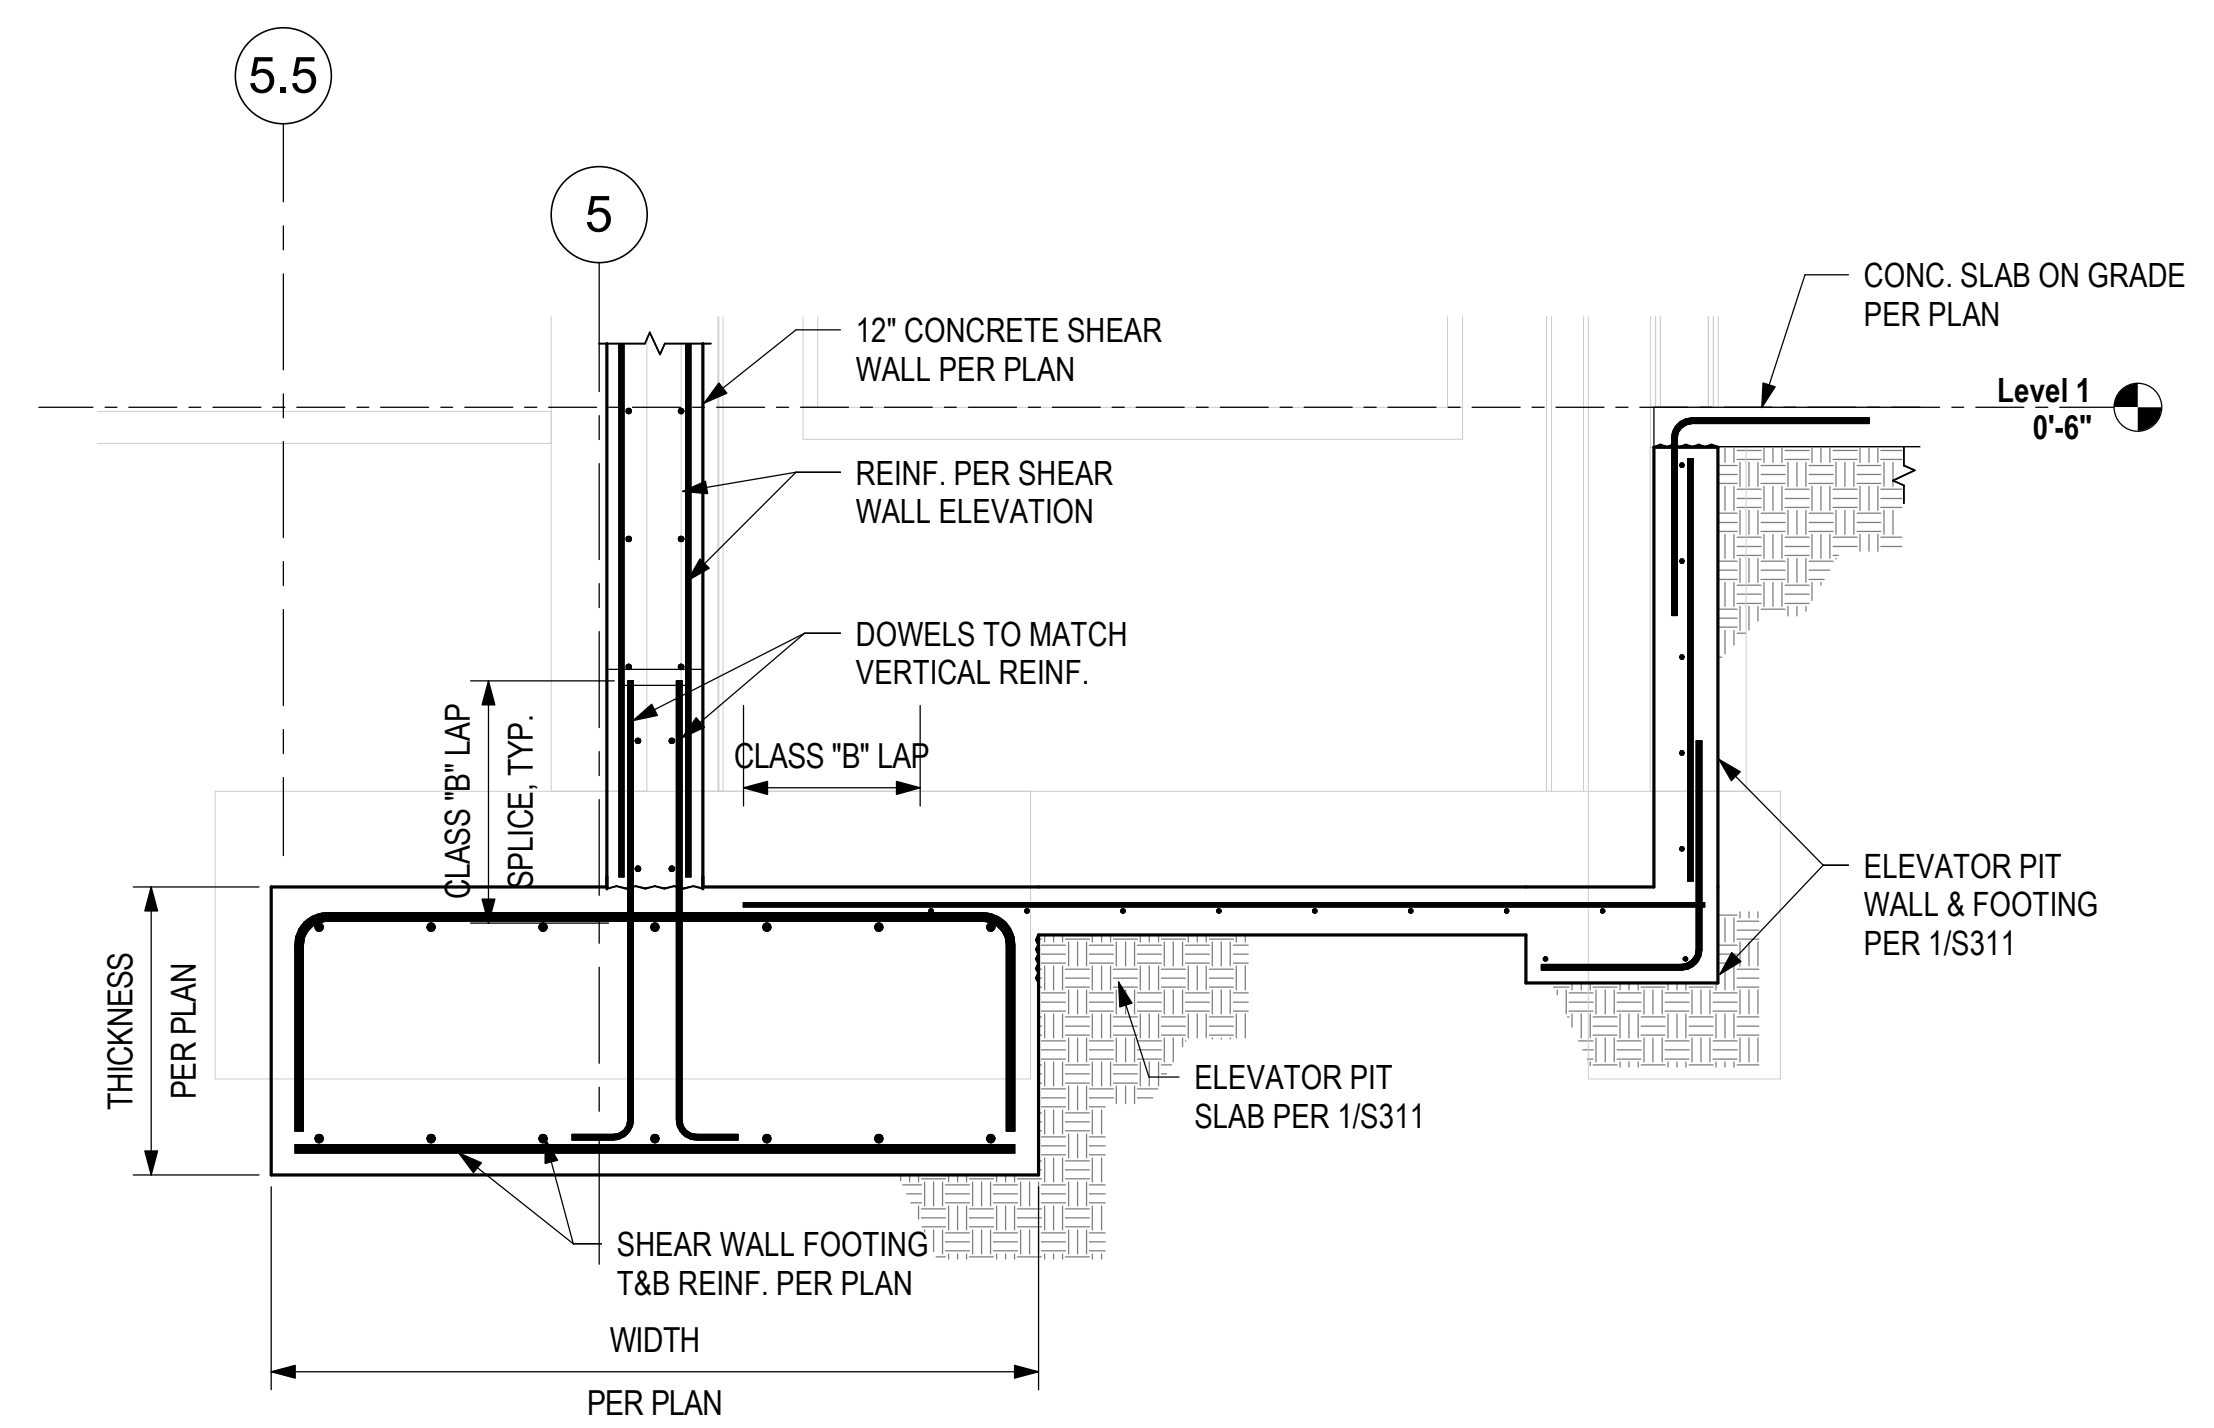 5.5
5
CONC. SLAB ON GRADE
PER PLAN
12" CONCRETE SHEAR
WALL PER PLAN
Level 1
0'-6"
REINF. PER SHEAR
WALL ELEVATION
DOWELS TO MATCH
VERTICAL REINF.
CLASS "B" LAP
SPLICE, TYP.
CLASS "B" LAP
ELEVATOR PIT
WALL & FOOTING
PER 1/S311
THICKNESS
PER PLAN
ELEVATOR PIT
SLAB PER 1/S311
SHEAR WALL FOOTING
T&B REINF. PER PLAN
WIDTH
PER PLAN